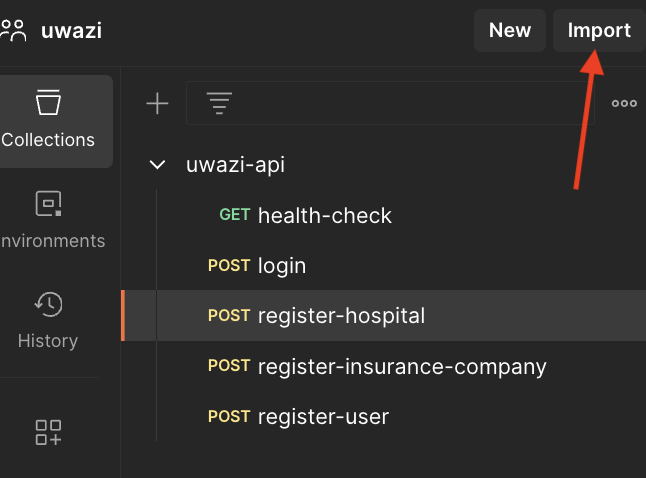 uwazi
New
Import
Collections
nvironments
History
uwazi-api
GET health-check
POST login
POST register-hospital
POST register-insurance-company
POST register-user